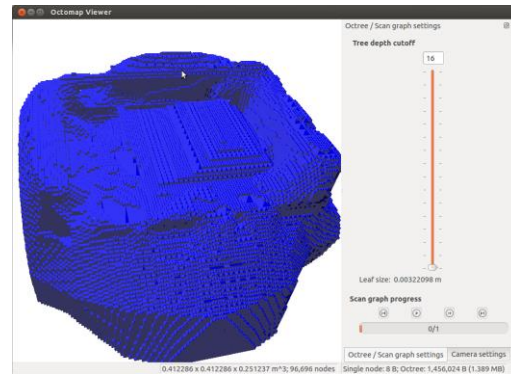 Octomap Viewer
Octree / Scan graph settings
Tree depth cutoff
16
Leaf size: 0.00322098 m
Scan graph progress
0/1
Octree / Scan graph settings
Camera settings
0.412286 x 0.412286 x 0.251237 m^3; 96,696 nodes
Single node: 8 B; Octree: 1,456,024 B (1.389 MB)